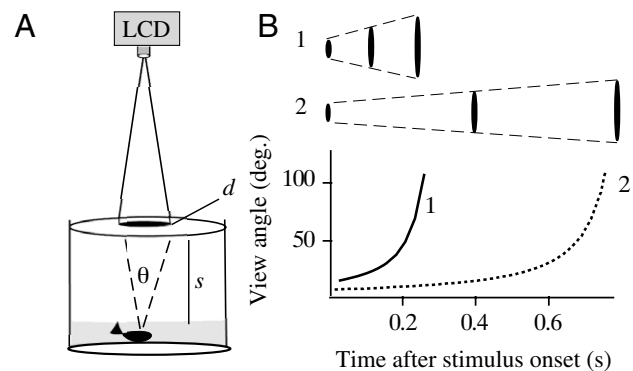 A
LCD
d
θ
s
B
1
2
View angle (deg.)
100
50
1
2
0.2
0.4
0.6
Time after stimulus onset (s)